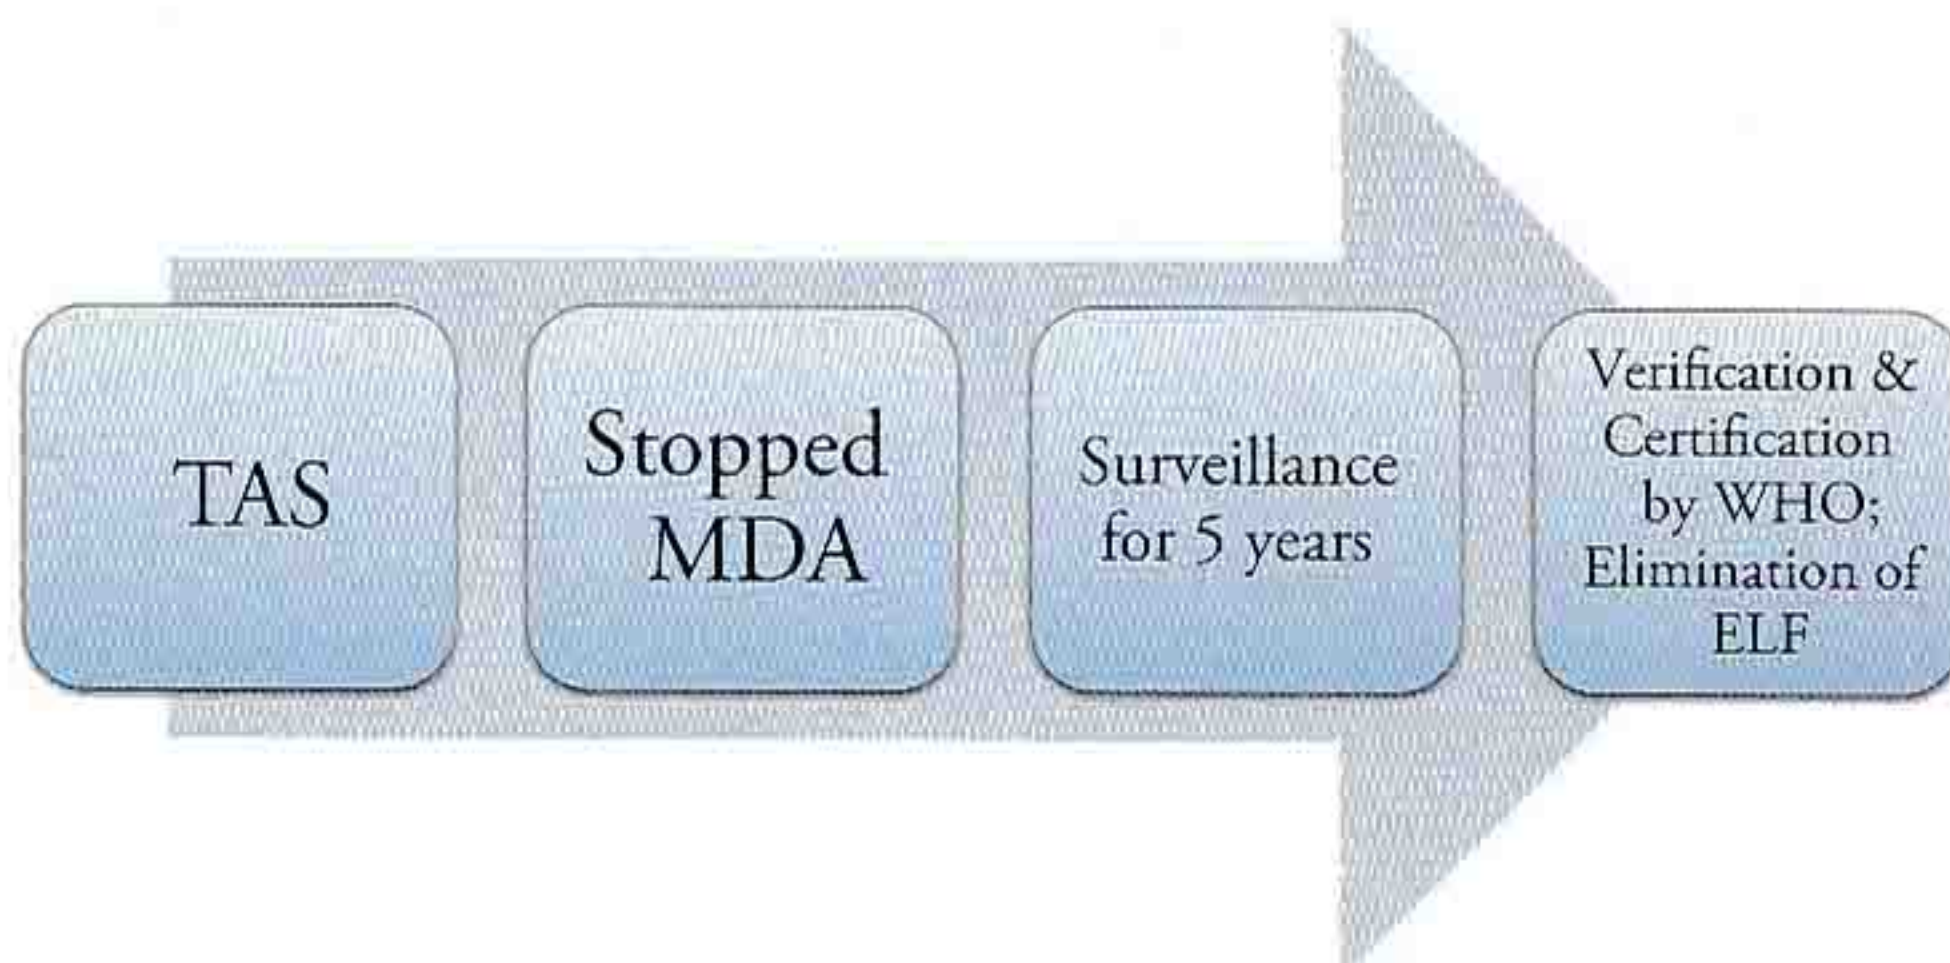 TAS
Stopped
MDA
Surveillance
for 5 years
Verification &
Certification
by WHO;
Elimination of
ELF